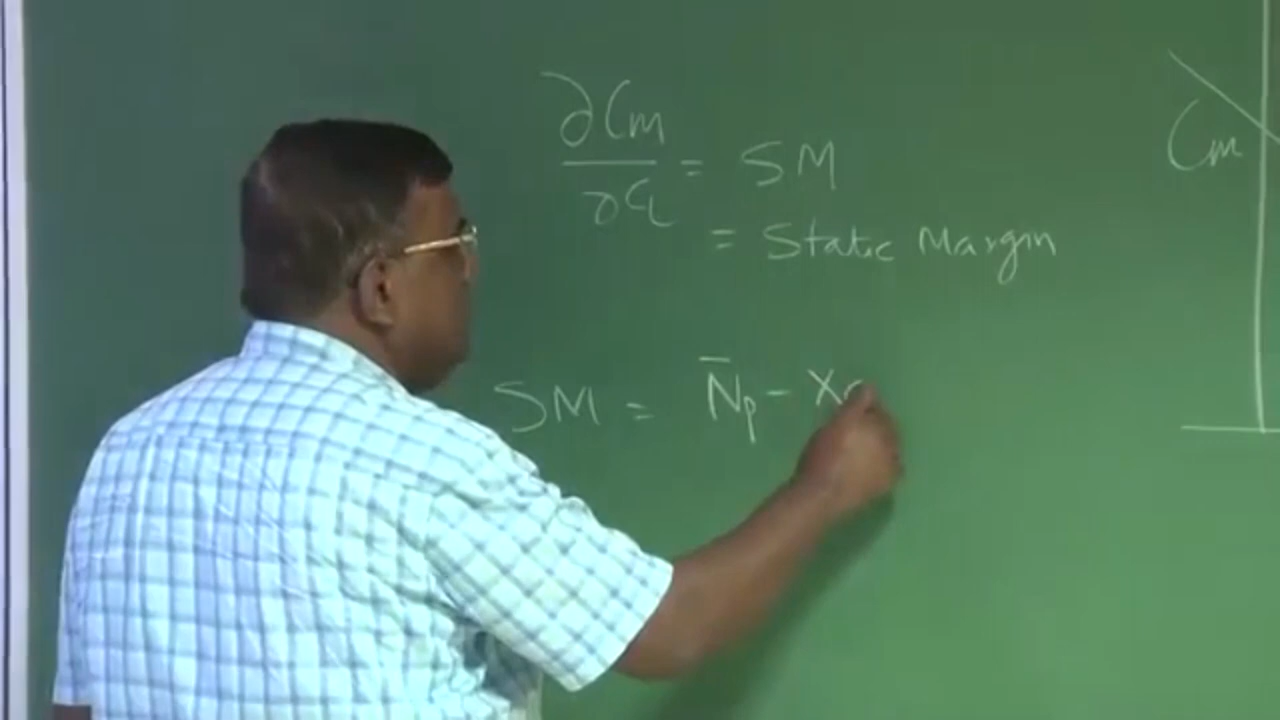 ∂Cm/∂CL = SM
= Static Margin
SM = N̄p - X
Cm